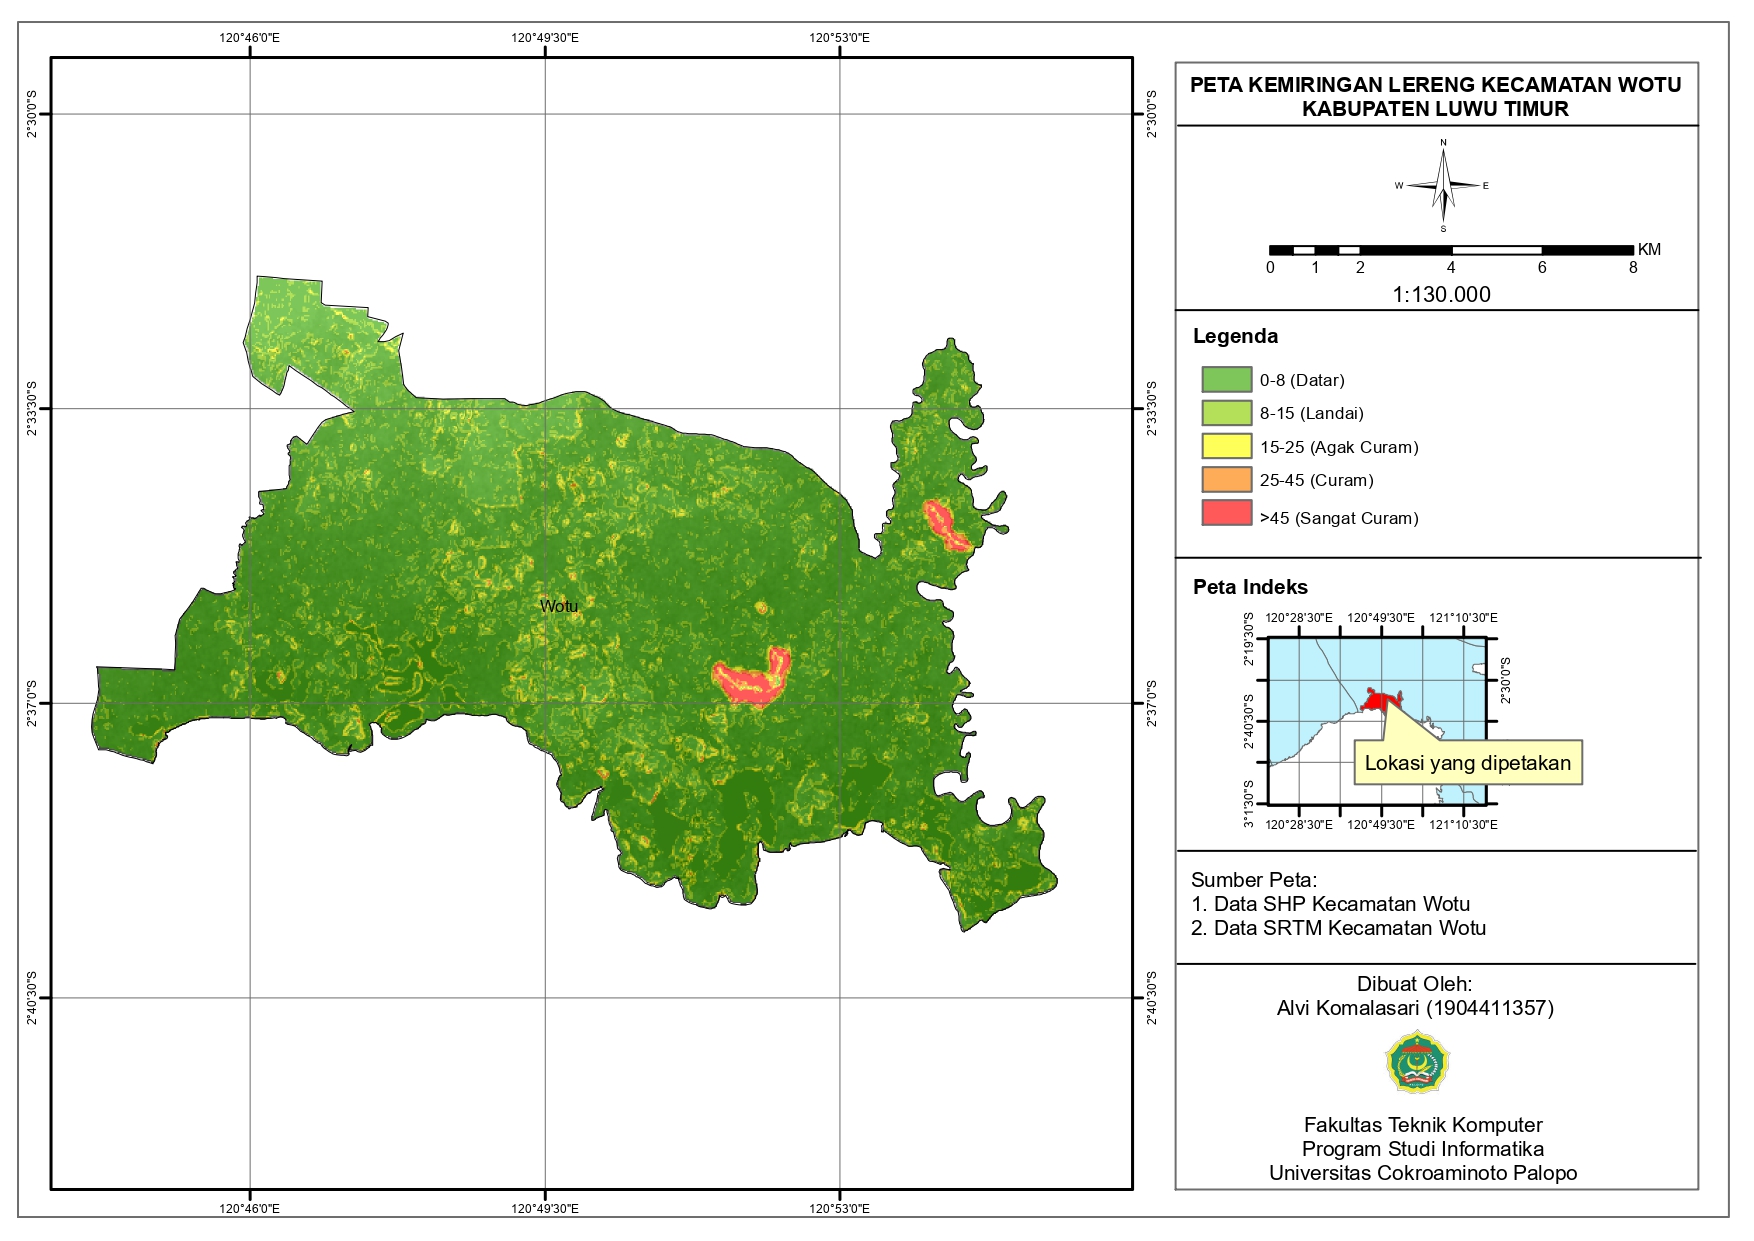 120°46'0"E 120°49'30"E 120°53'0"E
2°30'0"S 2°30'0"S
2°33'30"S 2°33'30"S
2°37'0"S 2°37'0"S
2°40'30"S 2°40'30"S
Wotu
120°46'0"E 120°49'30"E 120°53'0"E
PETA KEMIRINGAN LERENG KECAMATAN WOTU
KABUPATEN LUWU TIMUR
N
W E
S
KM
0 1 2 4 6 8
1:130.000
Legenda
0-8 (Datar)
8-15 (Landai)
15-25 (Agak Curam)
25-45 (Curam)
>45 (Sangat Curam)
Peta Indeks
120°28'30"E 120°49'30"E 121°10'30"E
2°19'30"S
2°30'0"S
2°40'30"S
3°1'30"S
Lokasi yang dipetakan
120°28'30"E 120°49'30"E 121°10'30"E
Sumber Peta:
1. Data SHP Kecamatan Wotu
2. Data SRTM Kecamatan Wotu
Dibuat Oleh:
Alvi Komalasari (1904411357)
Fakultas Teknik Komputer
Program Studi Informatika
Universitas Cokroaminoto Palopo